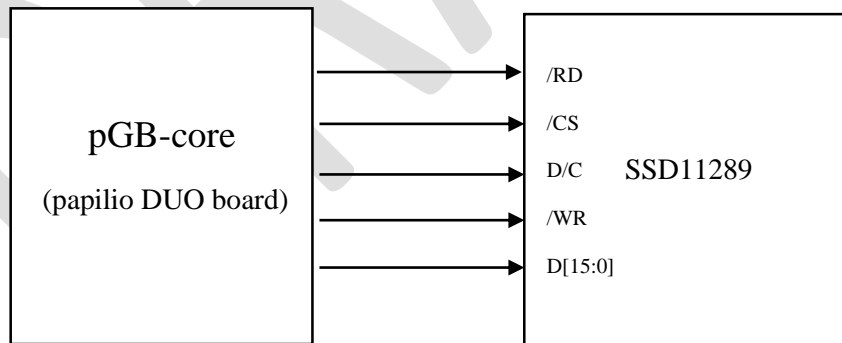 pGB-core
(papilio DUO board)
/RD
/CS
D/C
/WR
D[15:0]
SSD11289